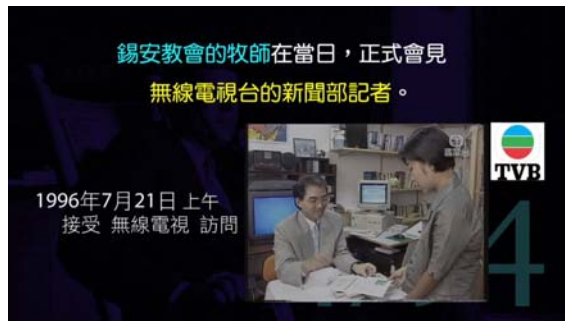 錫安教會的牧師在當日，正式會見
無線電視台的新聞部記者。
TVB
1996年7月21日 上午
接受 無線電視 訪問
4